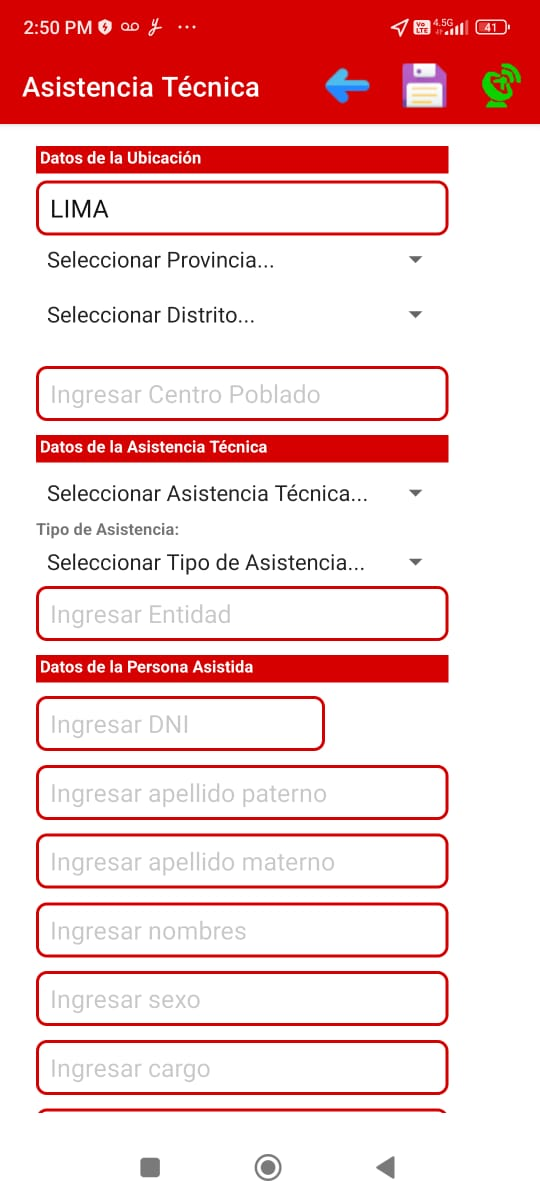 2:50 PM
VoLTE 4.5G 41
Asistencia Técnica
Datos de la Ubicación
LIMA
Seleccionar Provincia...
Seleccionar Distrito...
Ingresar Centro Poblado
Datos de la Asistencia Técnica
Seleccionar Asistencia Técnica...
Tipo de Asistencia:
Seleccionar Tipo de Asistencia...
Ingresar Entidad
Datos de la Persona Asistida
Ingresar DNI
Ingresar apellido paterno
Ingresar apellido materno
Ingresar nombres
Ingresar sexo
Ingresar cargo